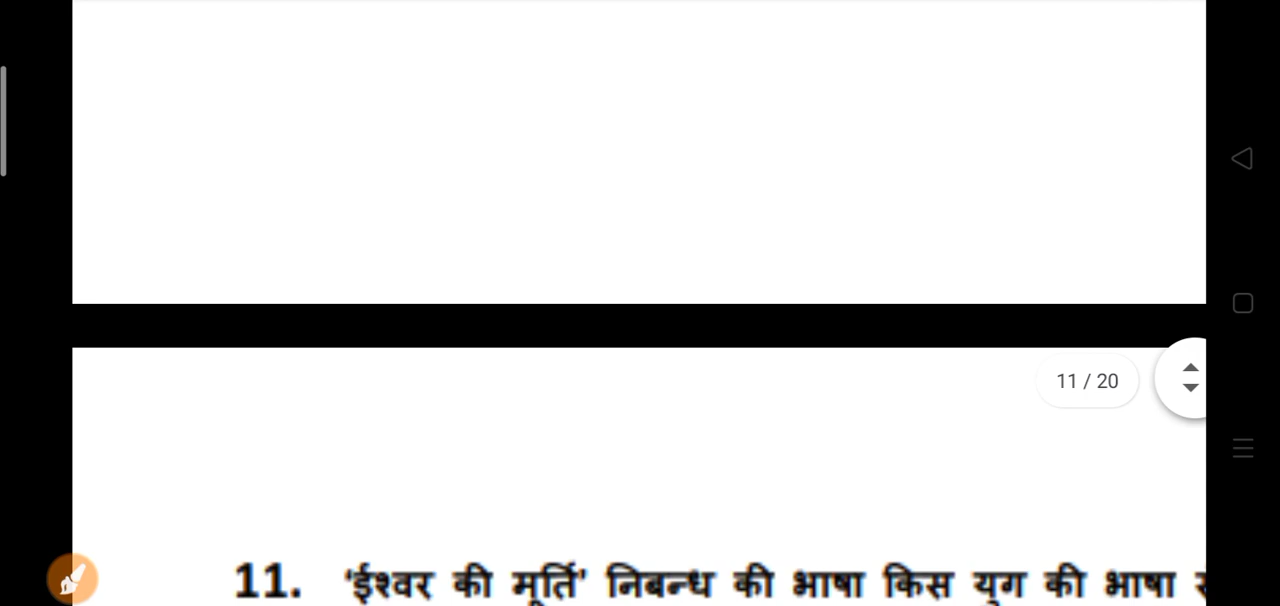 11 / 20
11. 'ईश्वर की मूर्ति' निबन्ध की भाषा किस युग की भाषा